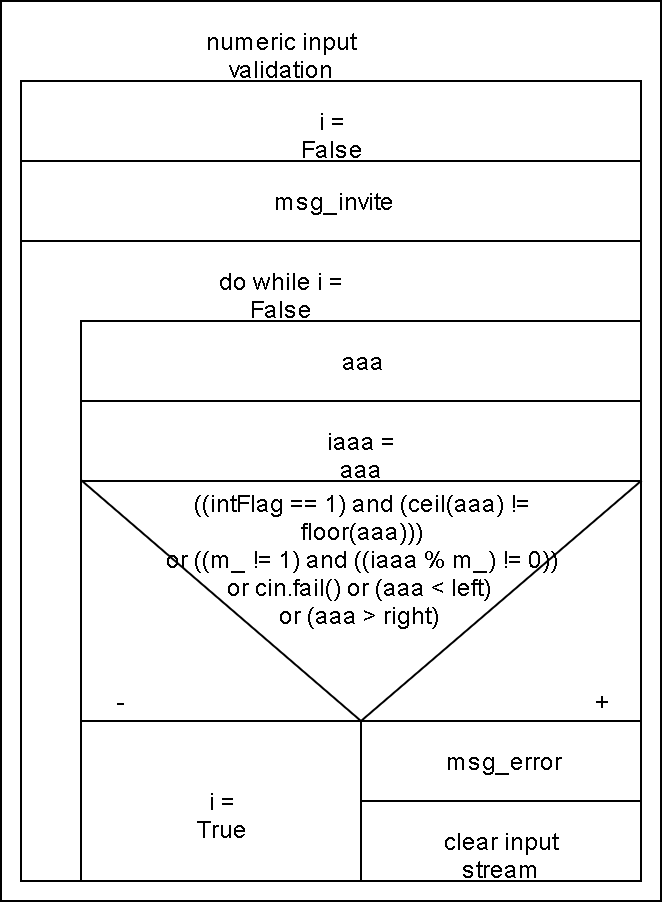 numeric input
validation
i =
False
msg_invite
do while i =
False
aaa
iaaa =
aaa
((intFlag == 1) and (ceil(aaa) !=
floor(aaa)))
or ((m_ != 1) and ((iaaa % m_) != 0))
or cin.fail() or (aaa < left)
or (aaa > right)
-
+
i =
True
msg_error
clear input
stream